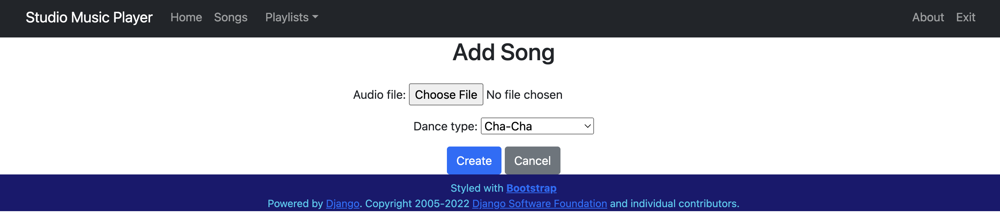 Studio Music Player Home Songs Playlists About Exit
Add Song
Audio file: Choose File No file chosen
Dance type: Cha-Cha
Create Cancel
Styled with Bootstrap
Powered by Django. Copyright 2005-2022 Django Software Foundation and individual contributors.